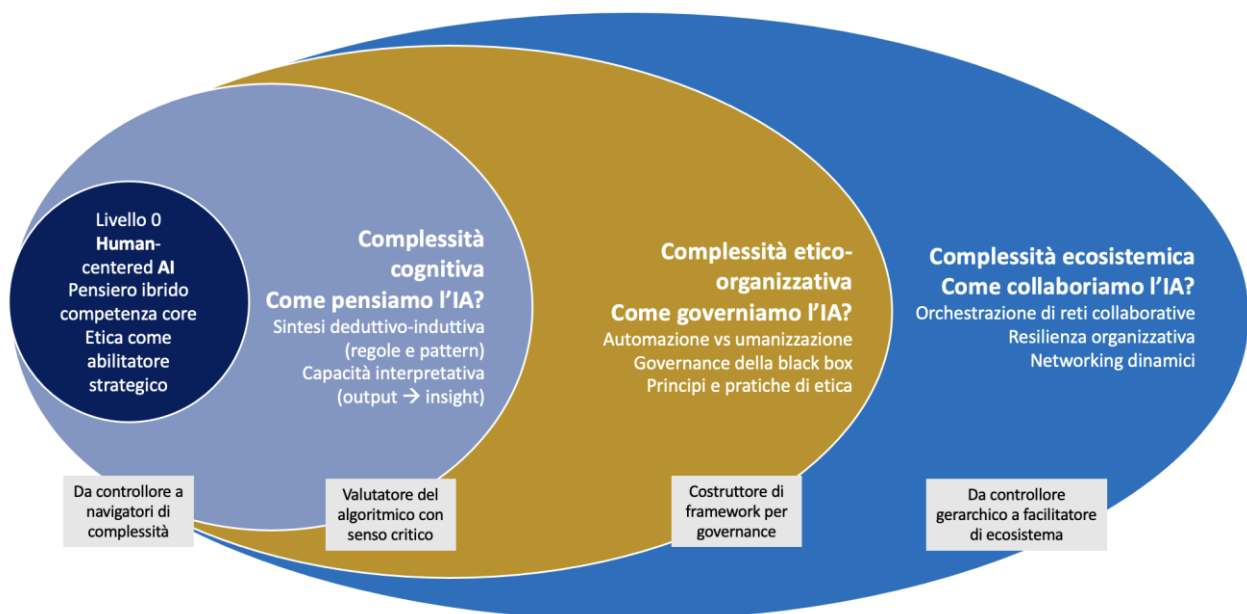 Livello 0
Human-
centered AI
Pensiero ibrido
competenza core
Etica come
abilitatore
strategico
Complessità
cognitiva
Come pensiamo l'IA?
Sintesi deduttivo-induttiva
(regole e pattern)
Capacità interpretativa
(output → insight)
Complessità etico-
organizzativa
Come governiamo l'IA?
Automazione vs umanizzazione
Governance della black box
Principi e pratiche di etica
Complessità ecosistemica
Come collaboriamo l'IA?
Orchestrazione di reti collaborative
Resilienza organizzativa
Networking dinamici
Da controllore a
navigatori di
complessità
Valutatore del
algoritmico con
senso critico
Costruttore di
framework per
governance
Da controllore
gerarchico a facilitatore
di ecosistema